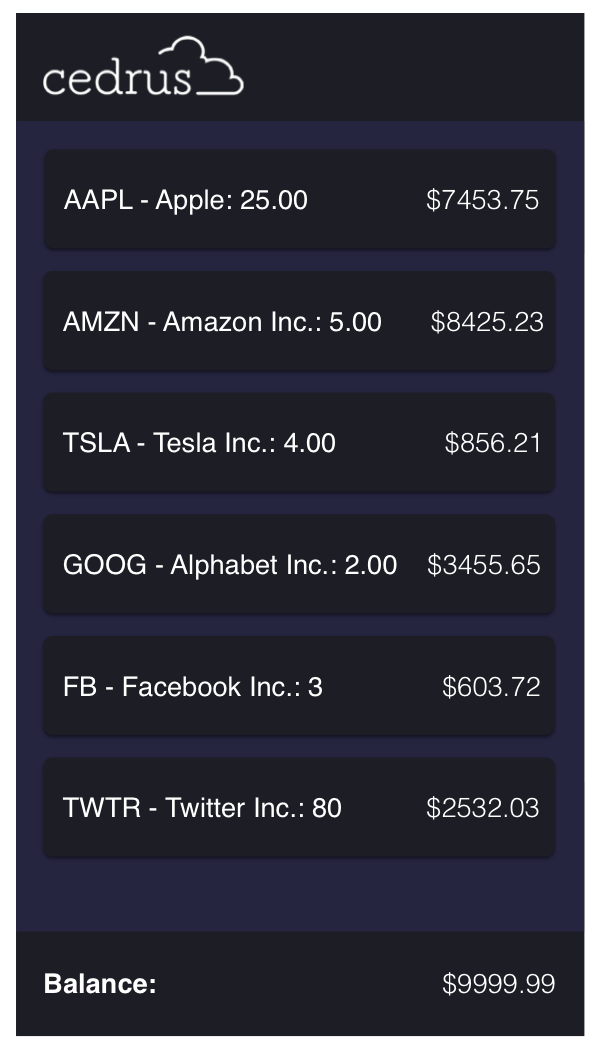 cedrus
AAPL - Apple: 25.00 $7453.75
AMZN - Amazon Inc.: 5.00 $8425.23
TSLA - Tesla Inc.: 4.00 $856.21
GOOG - Alphabet Inc.: 2.00 $3455.65
FB - Facebook Inc.: 3 $603.72
TWTR - Twitter Inc.: 80 $2532.03
Balance: $9999.99